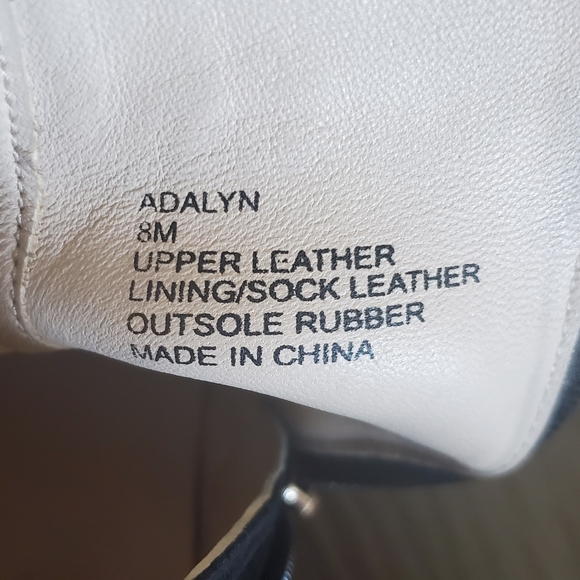 ADALYN
8M
UPPER LEATHER
LINING/SOCK LEATHER
OUTSOLE RUBBER
MADE IN CHINA